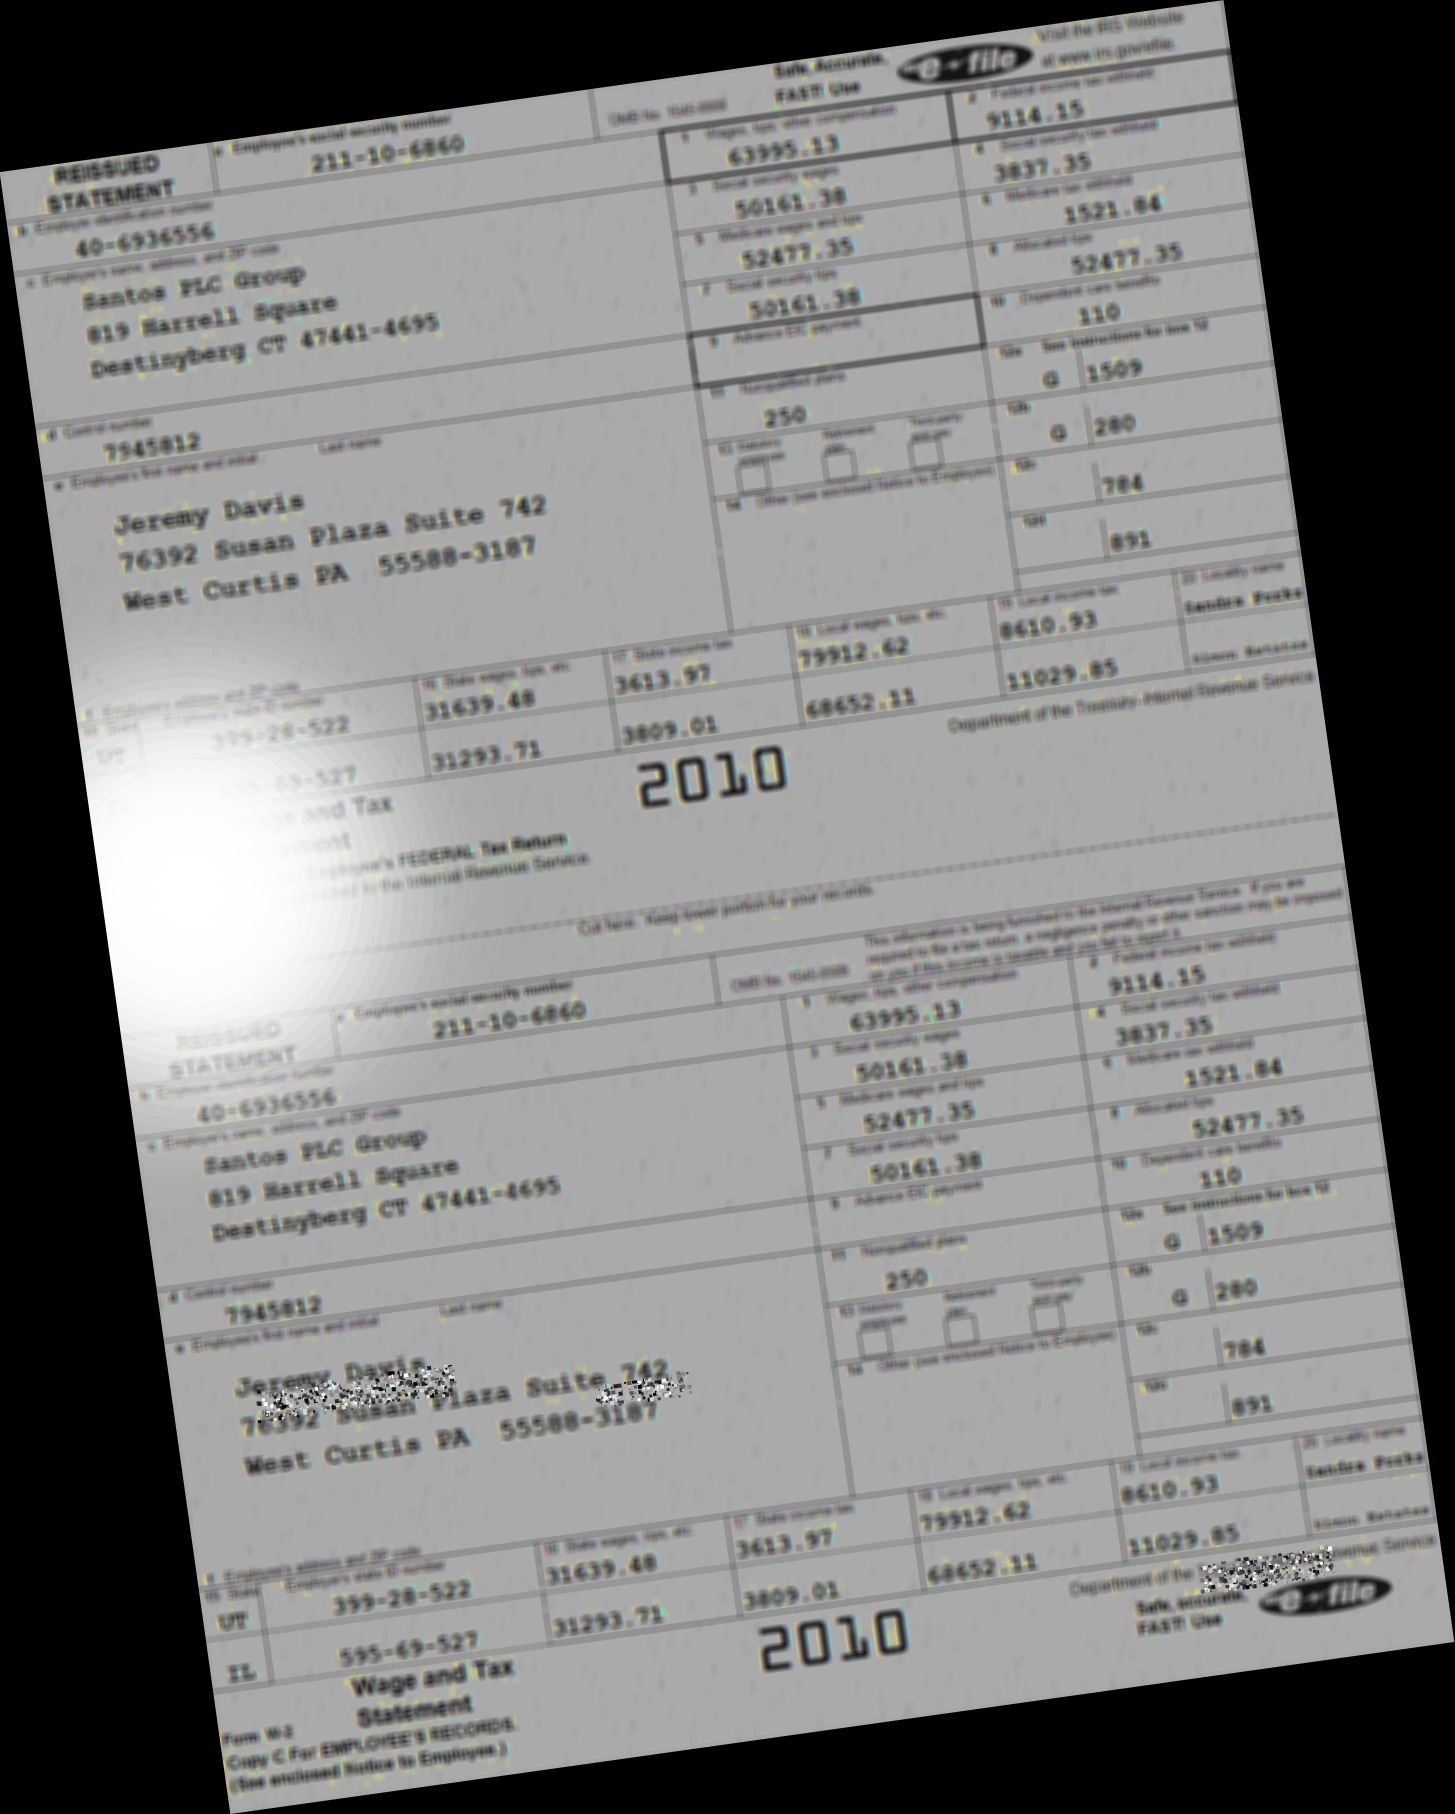 Safe, Accurate,
FAST! Use
e-file
Visit the IRS Website
at www.irs.gov/efile.
REISSUED
STATEMENT
a Employee's social security number
211-10-6860
OMB No. 1545-0008
1 Wages, tips, other compensation
63995.13
2 Federal income tax withheld
9114.15
3 Social security wages
50161.38
4 Social security tax withheld
3837.35
b Employer identification number
40-6936556
5 Medicare wages and tips
52477.35
6 Medicare tax withheld
1521.84
c Employer's name, address, and ZIP code
Santos PLC Group
819 Harrell Square
Destinyberg CT 47441-4695
7 Social security tips
50161.38
8 Allocated tips
52477.35
9 Advance EIC payment
10 Dependent care benefits
110
11 Nonqualified plans
250
12a See instructions for box 12
G 1509
12b
G 280
d Control number
7945812
13 Statutory employee
Retirement plan
Third-party sick pay
12c
784
14 Other (see enclosed Notice to Employee)
12d
891
e Employee's first name and initial
Last name
Jeremy Davis
76392 Susan Plaza Suite 742
West Curtis PA 55588-3187
f Employee's address and ZIP code
15 State
Employer's state ID number
16 State wages, tips, etc.
17 State income tax
18 Local wages, tips, etc.
19 Local income tax
20 Locality name
UT 399-28-522 31639.48 3613.97 79912.62 8610.93 Sandra
69-527 31293.71 3809.01 68652.11 11029.85
and Tax
2010
Department of the Treasury-Internal Revenue Service
Employee's FEDERAL Tax Return
to the Internal Revenue Service.
Cut here. Keep lower portion for your records.
REISSUED
STATEMENT
a Employee's social security number
211-10-6860
OMB No. 1545-0008
This information is being furnished to the Internal Revenue Service. If you are
required to file a tax return, a negligence penalty or other sanction may be imposed
on you if this income is taxable and you fail to report it.
1 Wages, tips, other compensation
63995.13
2 Federal income tax withheld
9114.15
3 Social security wages
50161.38
4 Social security tax withheld
3837.35
b Employer identification number
40-6936556
5 Medicare wages and tips
52477.35
6 Medicare tax withheld
1521.84
c Employer's name, address, and ZIP code
Santos PLC Group
819 Harrell Square
Destinyberg CT 47441-4695
7 Social security tips
50161.38
8 Allocated tips
52477.35
9 Advance EIC payment
10 Dependent care benefits
110
11 Nonqualified plans
250
12a See instructions for box 12
G 1509
12b
G 280
d Control number
7945812
13 Statutory employee
Retirement plan
Third-party sick pay
12c
784
14 Other (see enclosed Notice to Employee)
12d
891
e Employee's first name and initial
Last name
Jeremy Davis
76392 Susan Plaza Suite 742
West Curtis PA 55588-3187
f Employee's address and ZIP code
15 State
Employer's state ID number
16 State wages, tips, etc.
17 State income tax
18 Local wages, tips, etc.
19 Local income tax
20 Locality name
UT 399-28-522 31639.48 3613.97 79912.62 8610.93 Sandra
IL 595-69-527 31293.71 3809.01 68652.11 11029.85
Wage and Tax
Statement
2010
Department of the Revenue Service
Safe, accurate,
FAST! Use
e-file
Form W-2
Copy C For EMPLOYEE'S RECORDS.
(See enclosed Notice to Employee.)